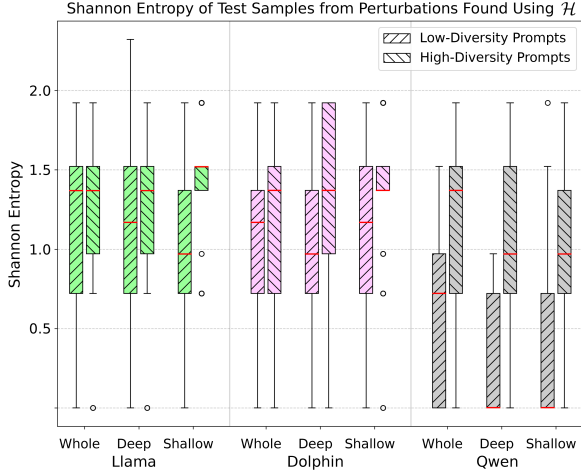 Shannon Entropy of Test Samples from Perturbations Found Using ℋ
Low-Diversity Prompts
High-Diversity Prompts
Shannon Entropy
2.0
1.5
1.0
0.5
Whole Deep Shallow Whole Deep Shallow Whole Deep Shallow
Llama Dolphin Qwen